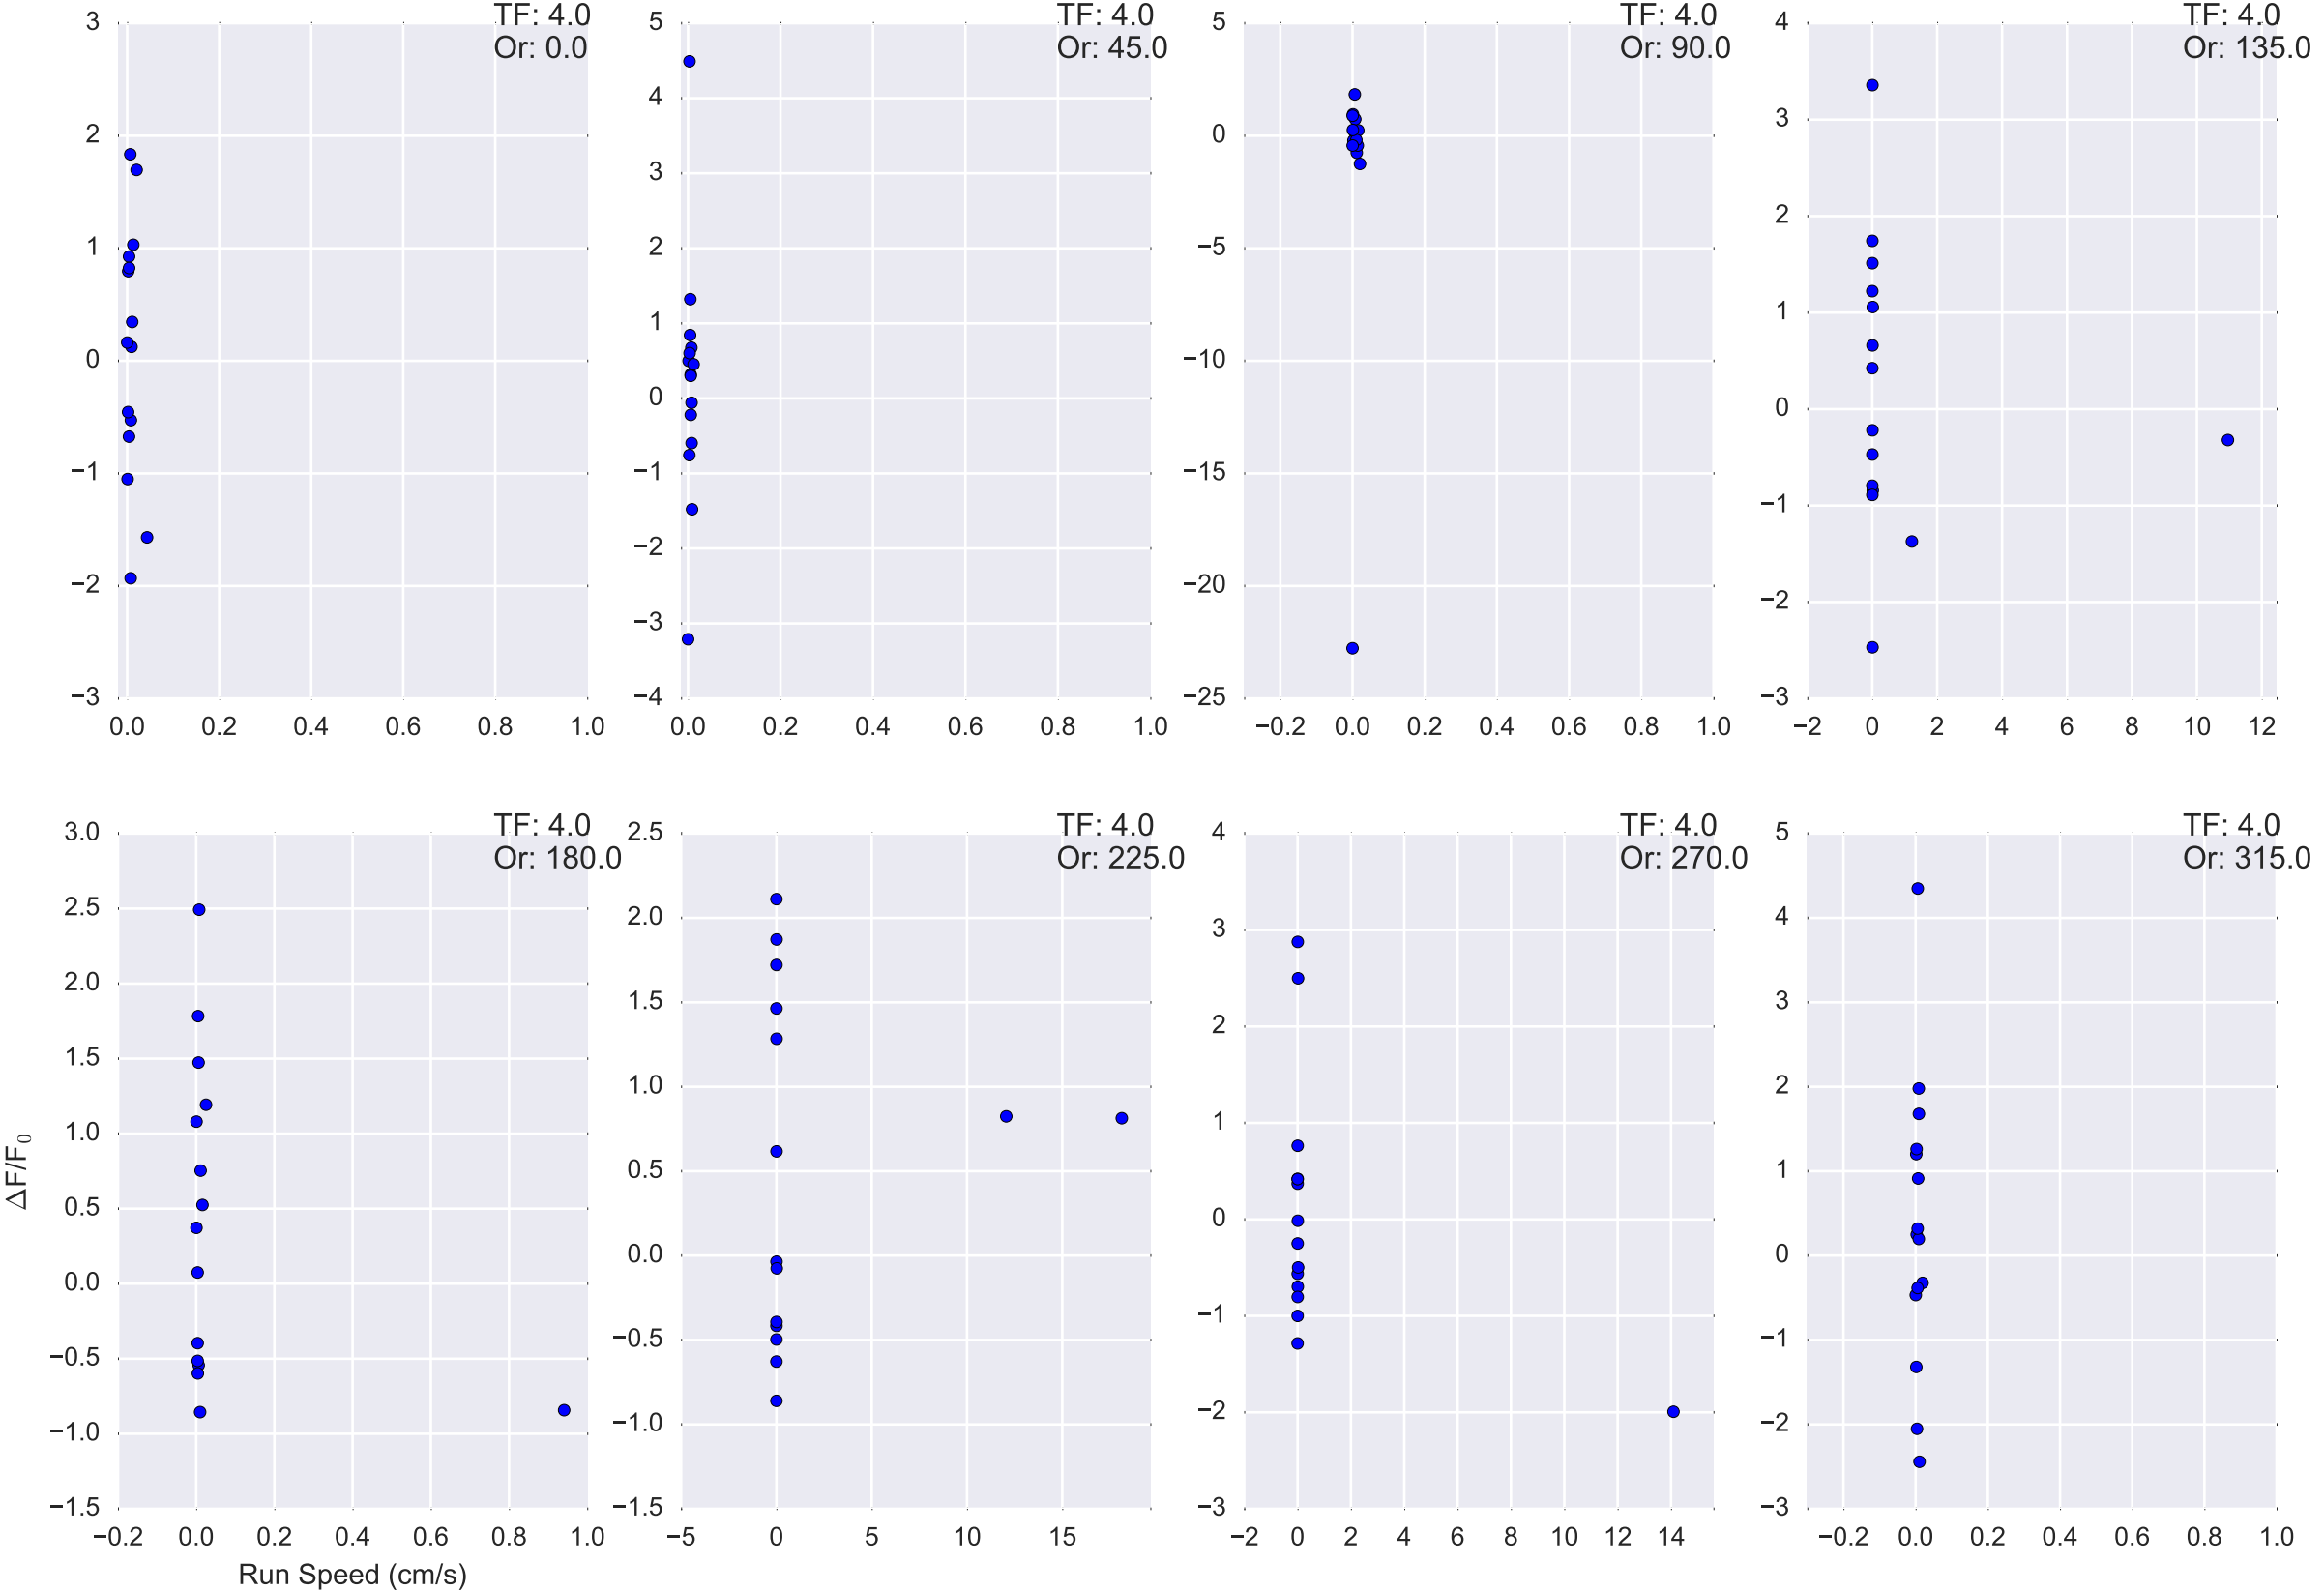 TF: 4.0
Or: 0.0
3
2
1
0
−1
−2
−3
0.0 0.2 0.4 0.6 0.8 1.0
TF: 4.0
Or: 45.0
5
4
3
2
1
0
−1
−2
−3
−4
0.0 0.2 0.4 0.6 0.8 1.0
TF: 4.0
Or: 90.0
5
0
−5
−10
−15
−20
−25
−0.2 0.0 0.2 0.4 0.6 0.8 1.0
TF: 4.0
Or: 135.0
4
3
2
1
0
−1
−2
−3
−2 0 2 4 6 8 10 12
TF: 4.0
Or: 180.0
3.0
2.5
2.0
1.5
1.0
0.5
0.0
−0.5
−1.0
−1.5
−0.2 0.0 0.2 0.4 0.6 0.8 1.0
ΔF/F0
Run Speed (cm/s)
TF: 4.0
Or: 225.0
2.5
2.0
1.5
1.0
0.5
0.0
−0.5
−1.0
−1.5
−5 0 5 10 15
TF: 4.0
Or: 270.0
4
3
2
1
0
−1
−2
−3
−2 0 2 4 6 8 10 12 14
TF: 4.0
Or: 315.0
5
4
3
2
1
0
−1
−2
−3
−0.2 0.0 0.2 0.4 0.6 0.8 1.0